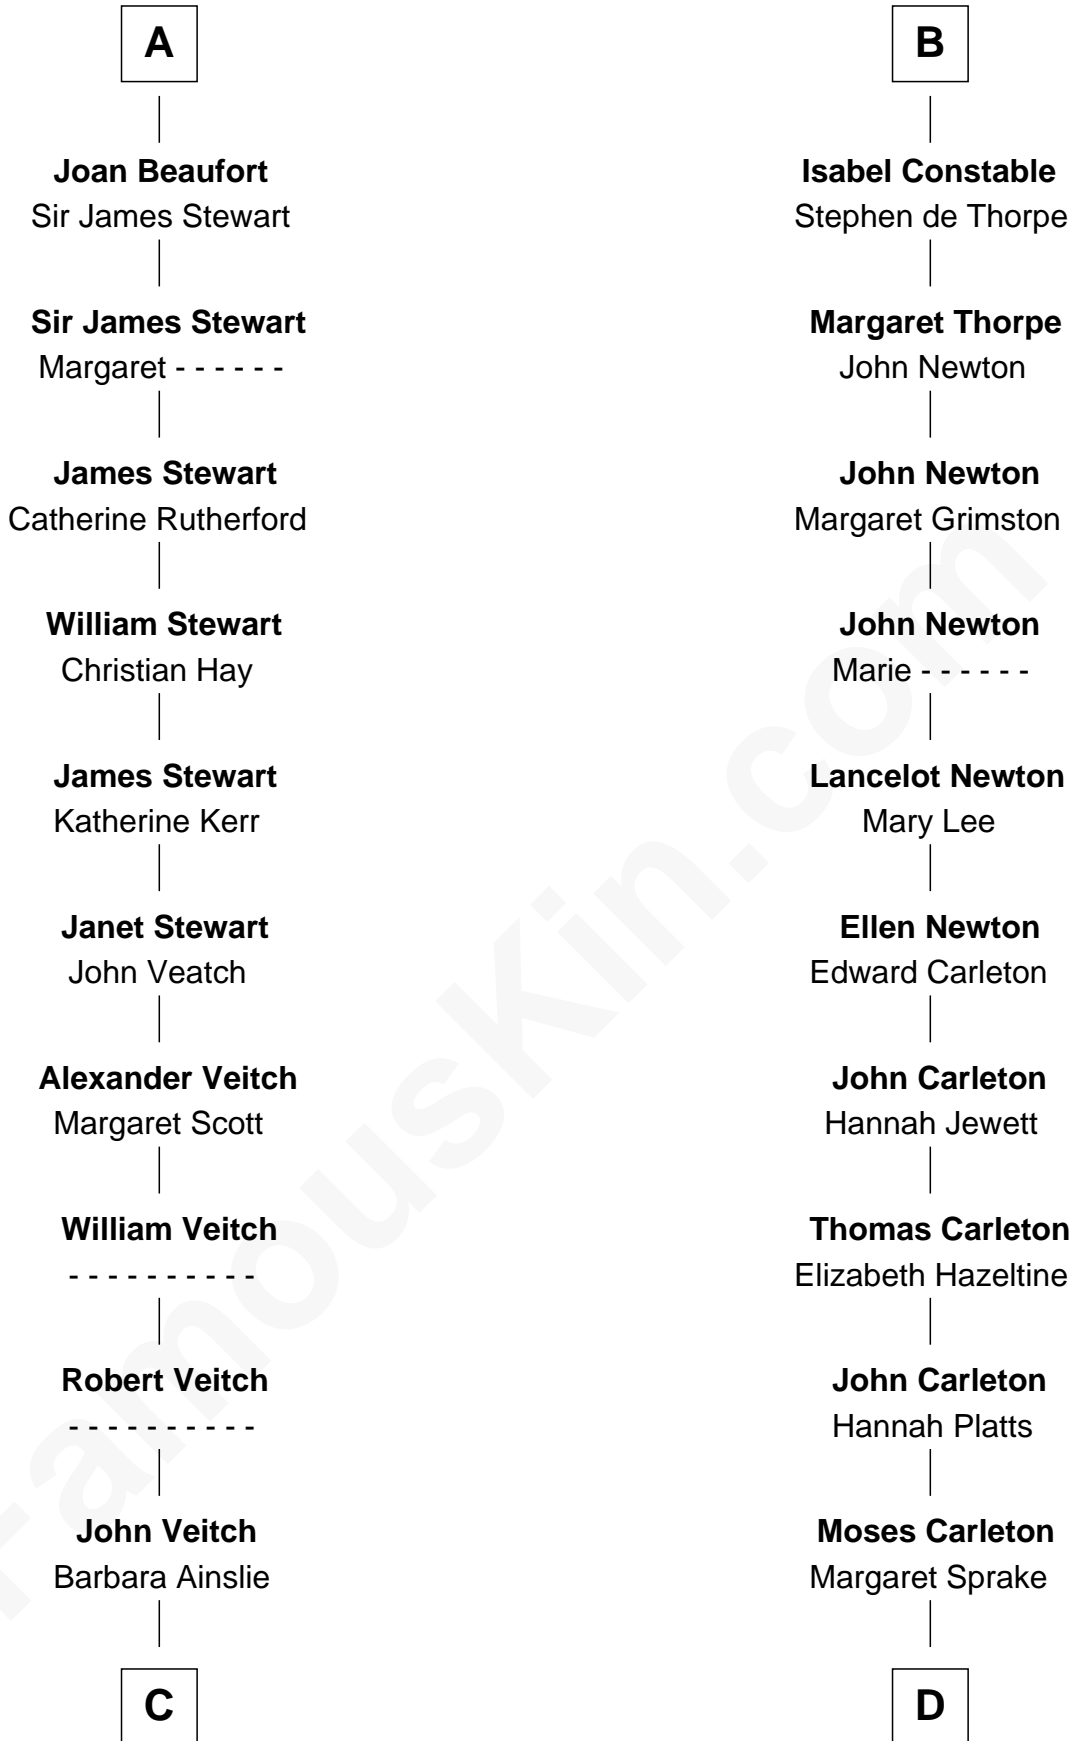 A
Joan Beaufort
Sir James Stewart
Sir James Stewart
Margaret - - - - - -
James Stewart
Catherine Rutherford
William Stewart
Christian Hay
James Stewart
Katherine Kerr
Janet Stewart
John Veatch
Alexander Veitch
Margaret Scott
William Veitch
- - - - - - - - - -
Robert Veitch
- - - - - - - - - -
John Veitch
Barbara Ainslie
C
B
Isabel Constable
Stephen de Thorpe
Margaret Thorpe
John Newton
John Newton
Margaret Grimston
John Newton
Marie - - - - - -
Lancelot Newton
Mary Lee
Ellen Newton
Edward Carleton
John Carleton
Hannah Jewett
Thomas Carleton
Elizabeth Hazeltine
John Carleton
Hannah Platts
Moses Carleton
Margaret Sprake
D
FamousKin.com